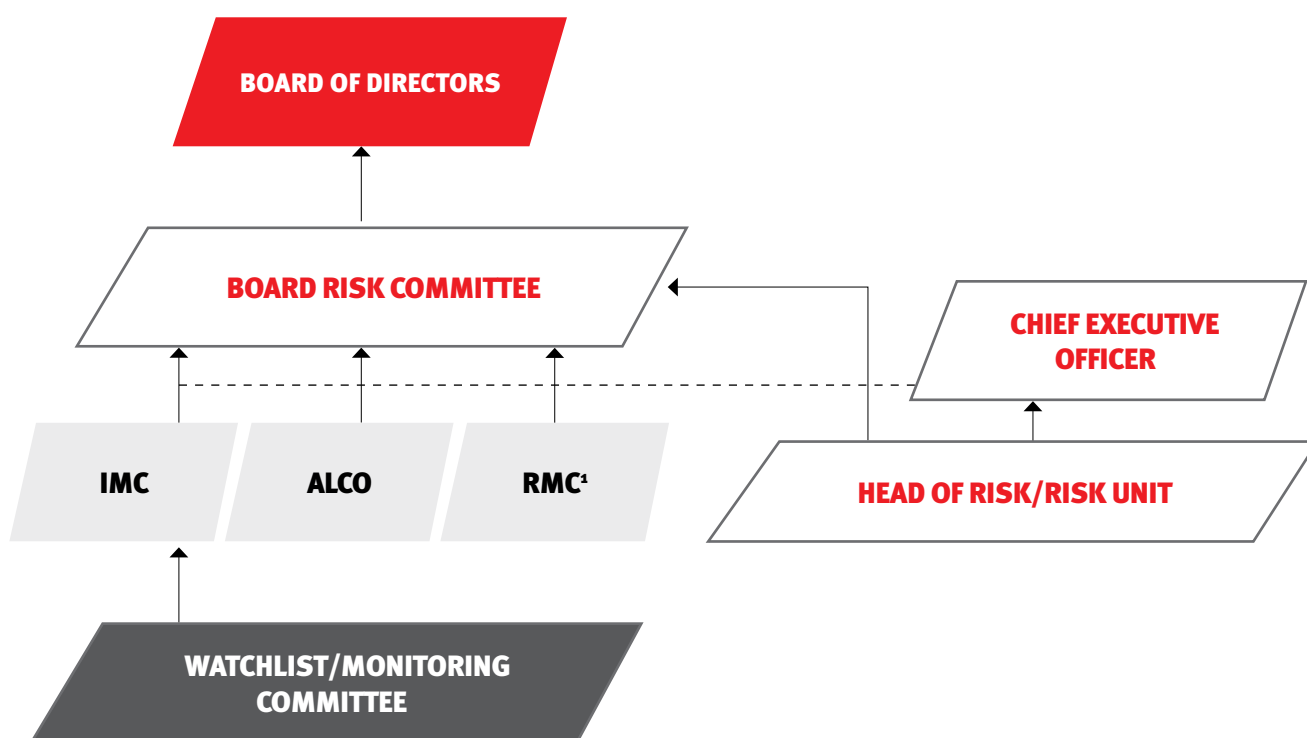 BOARD OF DIRECTORS
BOARD RISK COMMITTEE
CHIEF EXECUTIVE
OFFICER
IMC
ALCO
RMC¹
HEAD OF RISK/RISK UNIT
WATCHLIST/MONITORING
COMMITTEE